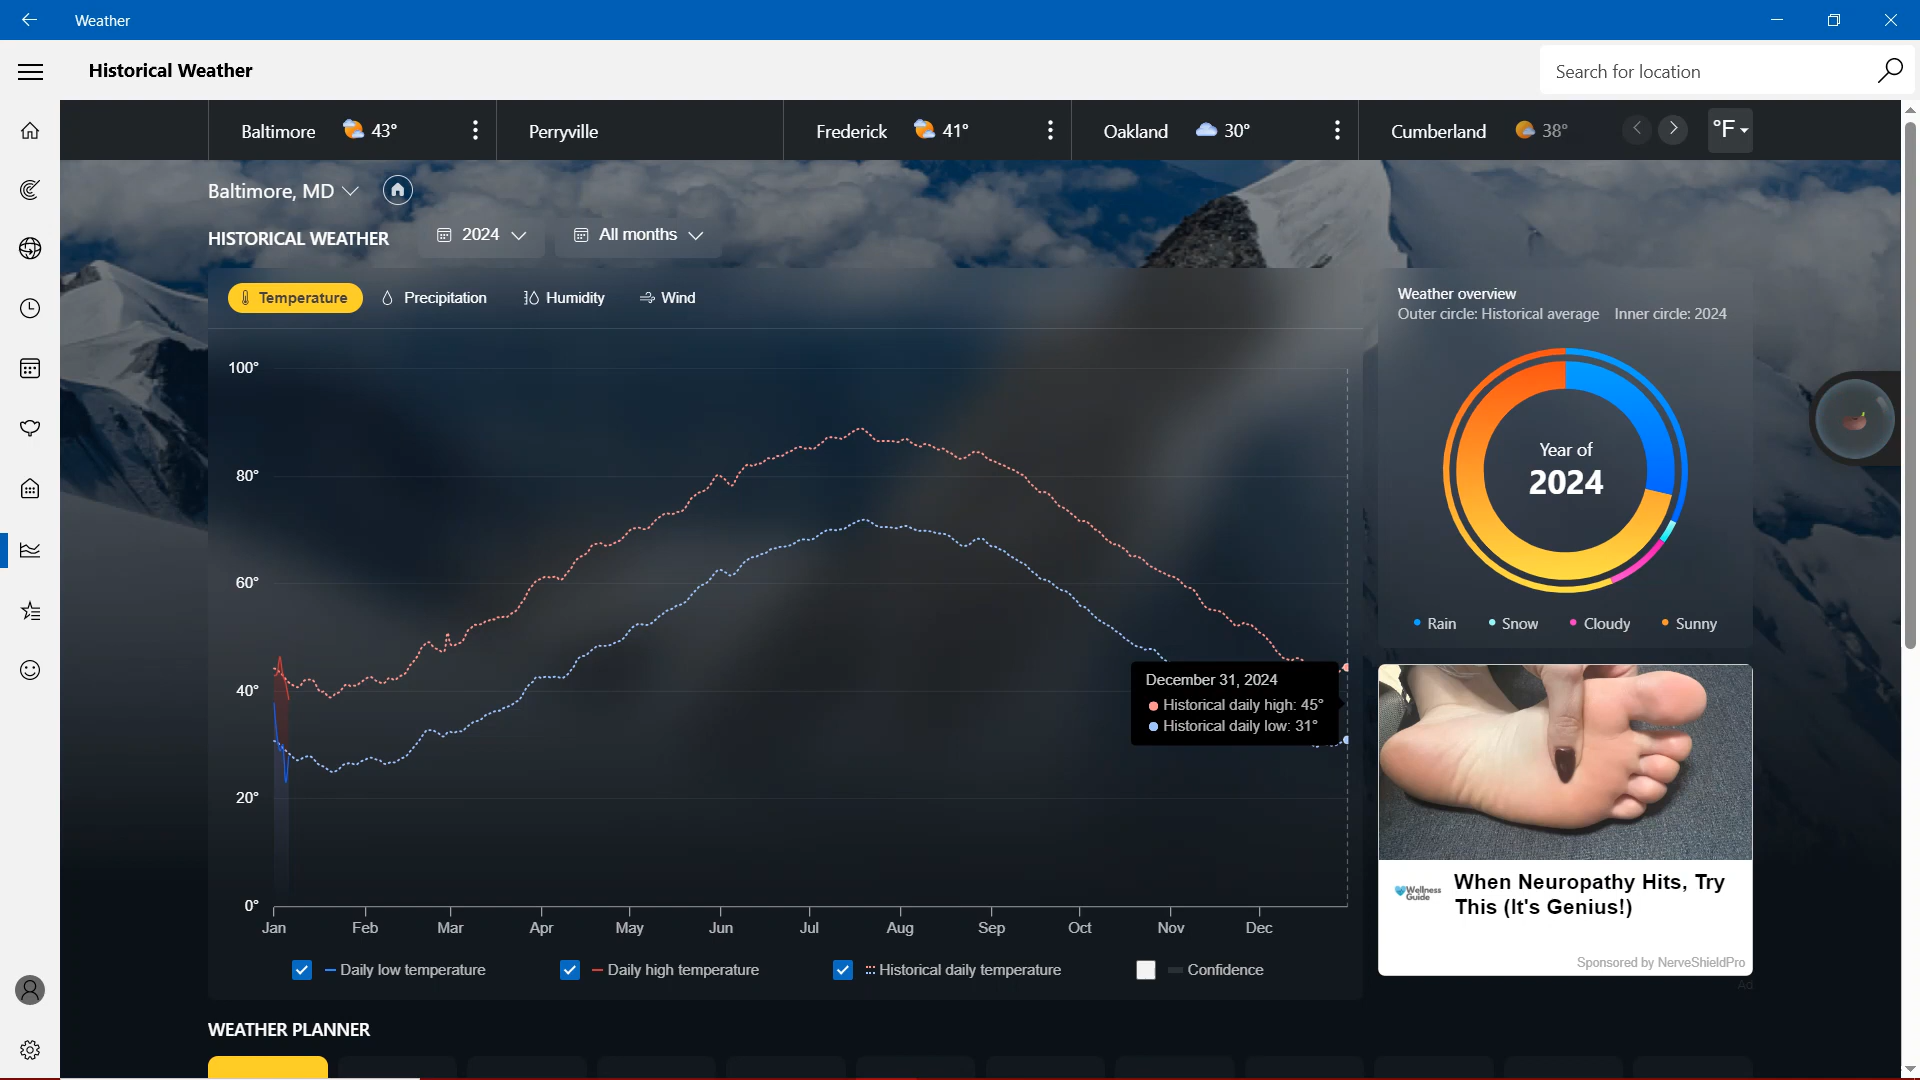 Weather
Historical Weather
Search for location
Baltimore 43°
Perryville
Frederick 41°
Oakland 30°
Cumberland 38°
°F
Baltimore, MD
HISTORICAL WEATHER 2024 All months
Temperature Precipitation Humidity Wind
100°
80°
60°
40°
20°
0°
Jan Feb Mar Apr May Jun Jul Aug Sep Oct Nov Dec
December 31, 2024
Historical daily high: 45°
Historical daily low: 31°
Daily low temperature Daily high temperature Historical daily temperature Confidence
Weather overview
Outer circle: Historical average Inner circle: 2024
Year of
2024
Rain Snow Cloudy Sunny
Wellness
Guide
When Neuropathy Hits, Try
This (It's Genius!)
Sponsored by NerveShieldPro
Ad
WEATHER PLANNER